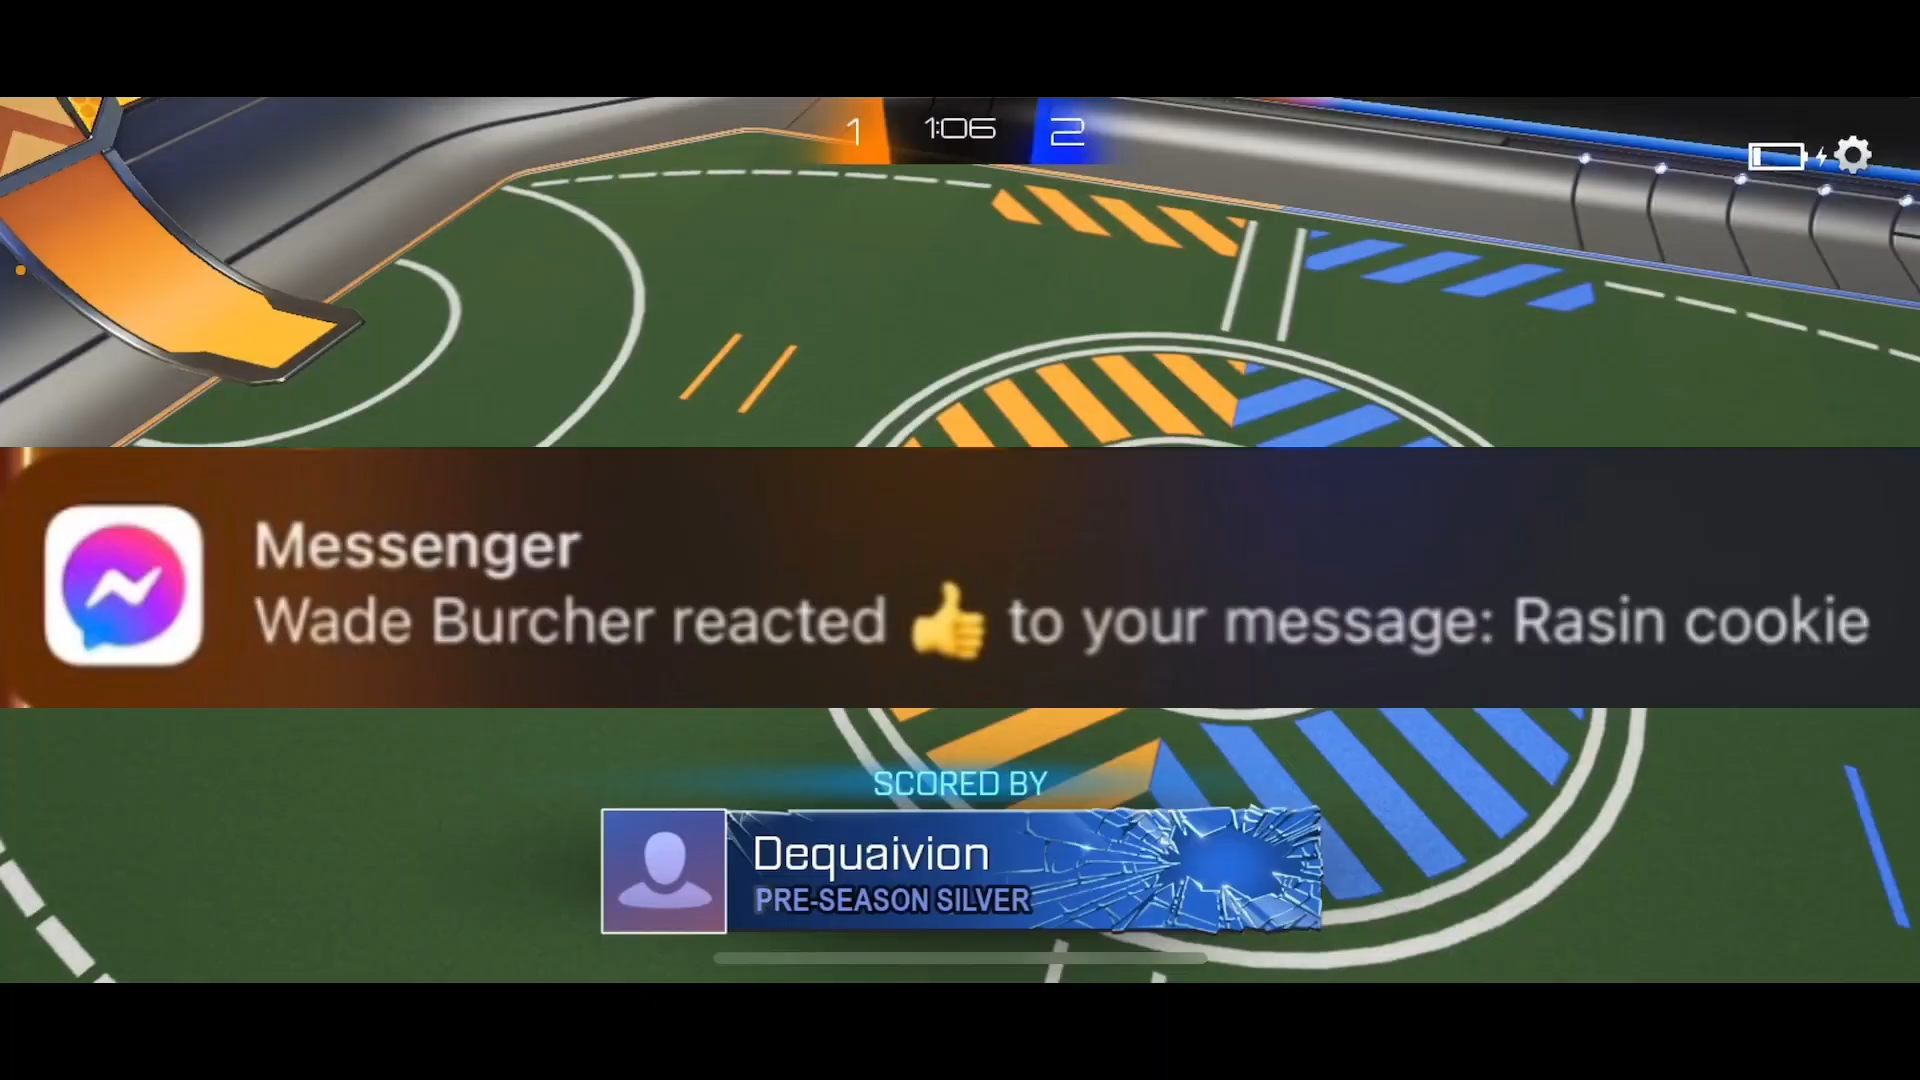 1 1:06 2
Messenger
Wade Burcher reacted 👍 to your message: Rasin cookie
SCORED BY
Dequaivion
PRE-SEASON SILVER